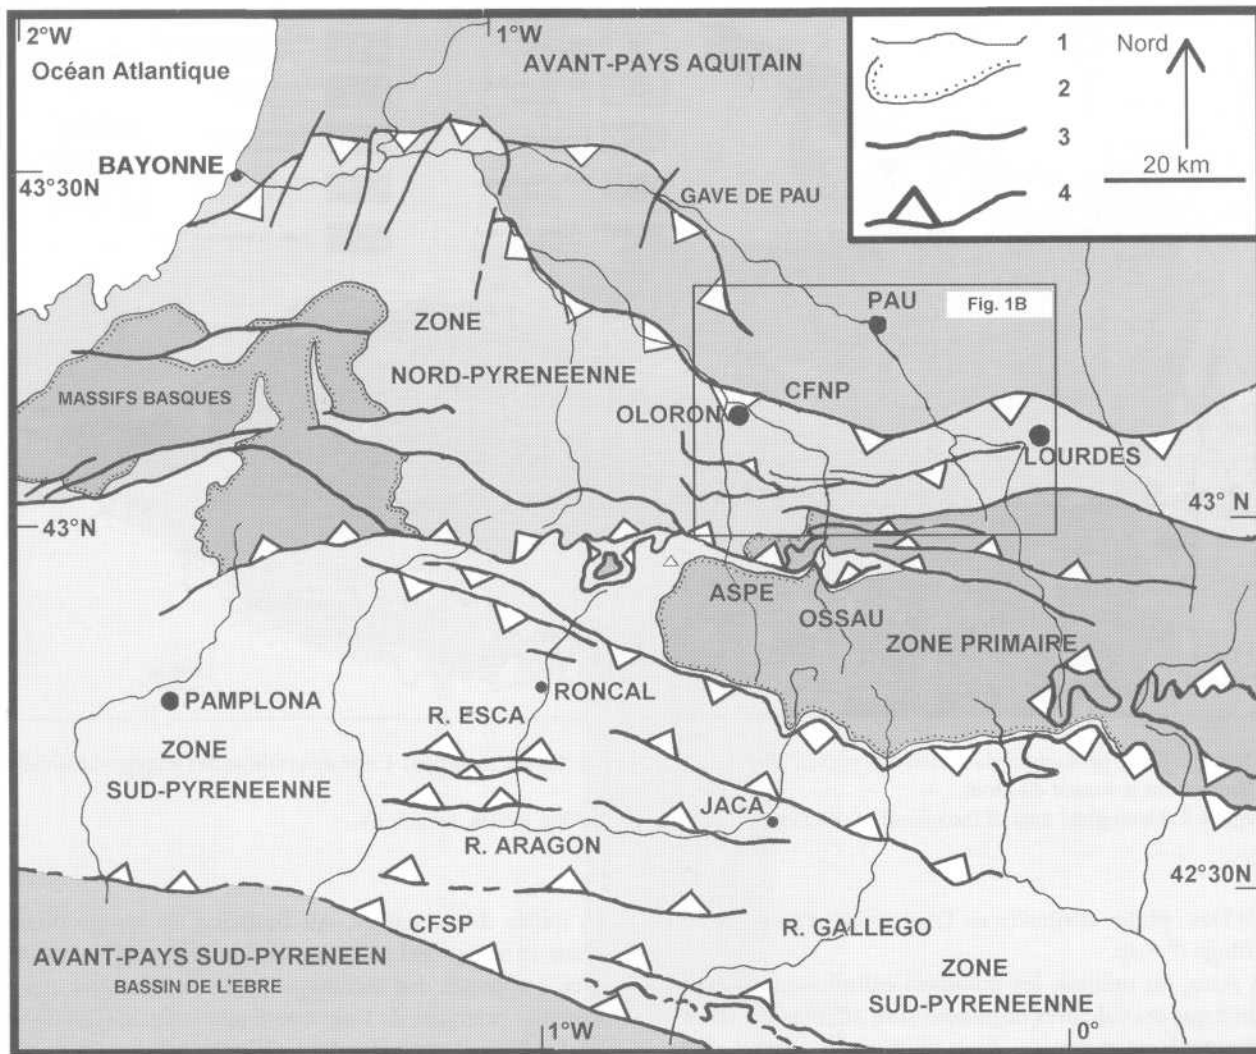 2°W
1°W
Océan Atlantique
AVANT-PAYS AQUITAIN
1
2
3
4
Nord
20 km
BAYONNE
43°30N
GAVE DE PAU
PAU
Fig. 1B
ZONE
NORD-PYRENEENNE
MASSIFS BASQUES
CFNP
OLORON
LOURDES
43°N
43° N
ASPE
OSSAU
ZONE PRIMAIRE
PAMPLONA
RONCAL
R. ESCA
ZONE
SUD-PYREENNE
JACA
R. ARAGON
42°30N
CFSP
R. GALLEGO
AVANT-PAYS SUD-PYRENEEN
BASSIN DE L'EBRE
ZONE
SUD-PYRENEENNE
1°W
0°